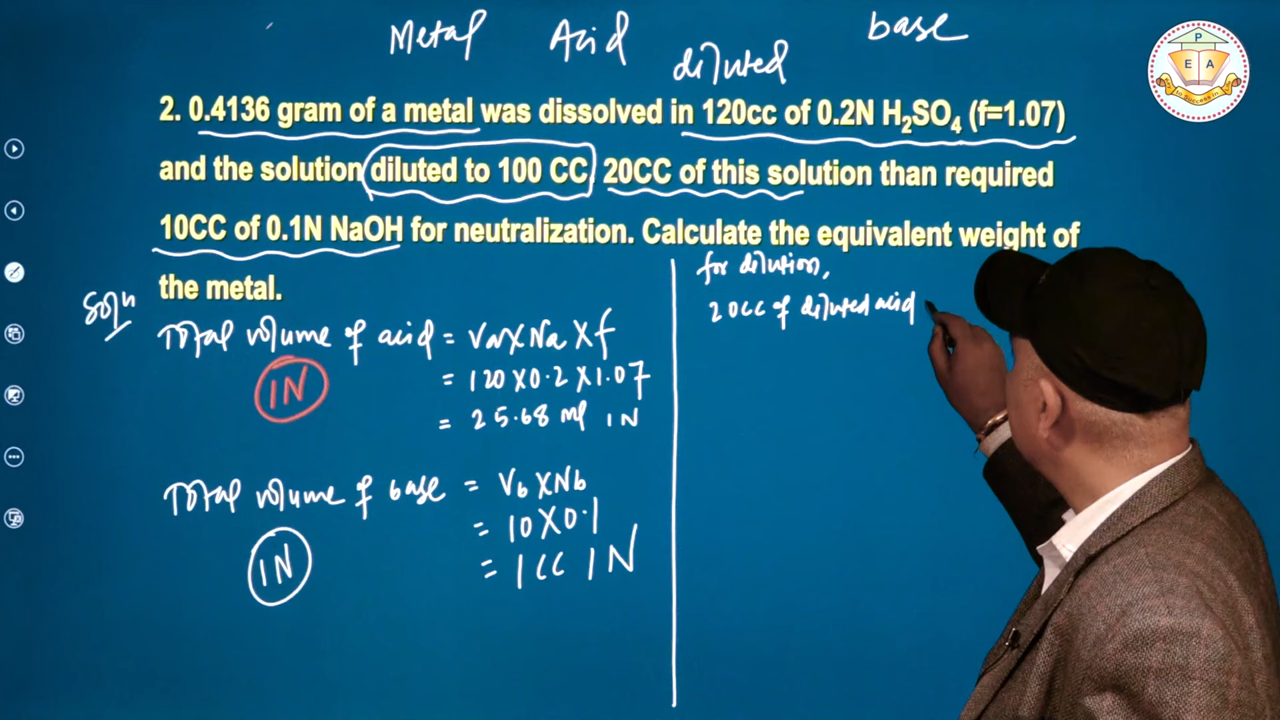 Metal Acid diluted base
P
E A
2. 0.4136 gram of a metal was dissolved in 120cc of 0.2N H₂SO₄ (f=1.07)
and the solution diluted to 100 CC. 20CC of this solution than required
10CC of 0.1N NaOH for neutralization. Calculate the equivalent weight of
the metal.
Solⁿ
Total volume of acid = Va×Na×f
1N
= 120×0.2×1.07
= 25.68 ml 1N
Total volume of base = Vb×Nb
= 10×0.1
1N
= 1CC 1N
for dilution,
20CC of diluted acid